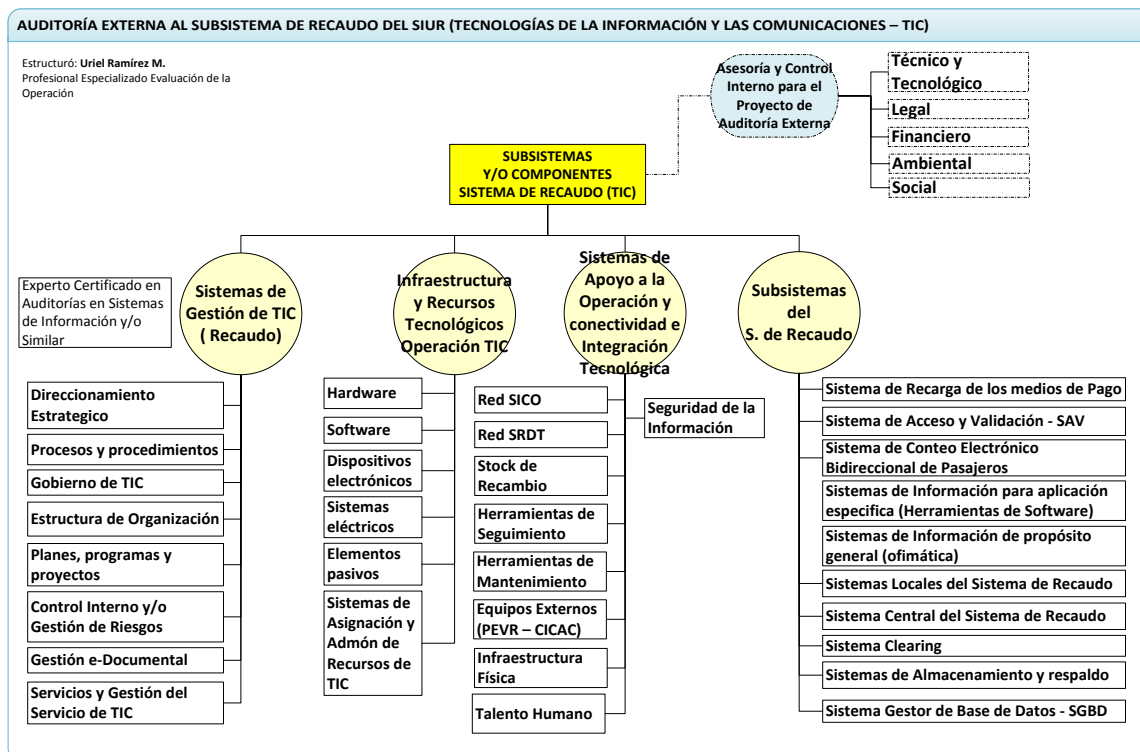 AUDITORÍA EXTERNA AL SUBSISTEMA DE RECAUDO DEL SIUR (TECNOLOGÍAS DE LA INFORMACIÓN Y LAS COMUNICACIONES – TIC)
Estructuró: Uriel Ramírez M.
Profesional Especializado Evaluación de la
Operación
Asesoría y Control
Interno para el
Proyecto de
Auditoría Externa
Técnico y
Tecnológico
Legal
Financiero
Ambiental
Social
SUBSISTEMAS
Y/O COMPONENTES
SISTEMA DE RECAUDO (TIC)
Experto Certificado en
Auditorías en Sistemas
de Información y/o
Similar
Sistemas de
Gestión de TIC
( Recaudo)
Infraestructura
y Recursos
Tecnológicos
Operación TIC
Sistemas de
Apoyo a la
Operación y
conectividad e
Integración
Tecnológica
Subsistemas
del
S. de Recaudo
Direccionamiento
Estrategico
Procesos y procedimientos
Gobierno de TIC
Estructura de Organización
Planes, programas y
proyectos
Control Interno y/o
Gestión de Riesgos
Gestión e-Documental
Servicios y Gestión del
Servicio de TIC
Hardware
Software
Dispositivos
electrónicos
Sistemas
eléctricos
Elementos
pasivos
Sistemas de
Asignación y
Admón de
Recursos de
TIC
Red SICO
Red SRDT
Stock de
Recambio
Herramientas de
Seguimiento
Herramientas de
Mantenimiento
Equipos Externos
(PEVR – CICAC)
Infraestructura
Física
Talento Humano
Seguridad de la
Información
Sistema de Recarga de los medios de Pago
Sistema de Acceso y Validación - SAV
Sistema de Conteo Electrónico
Bidireccional de Pasajeros
Sistemas de Información para aplicación
especifica (Herramientas de Software)
Sistemas de Información de propósito
general (ofimática)
Sistemas Locales del Sistema de Recaudo
Sistema Central del Sistema de Recaudo
Sistema Clearing
Sistemas de Almacenamiento y respaldo
Sistema Gestor de Base de Datos - SGBD